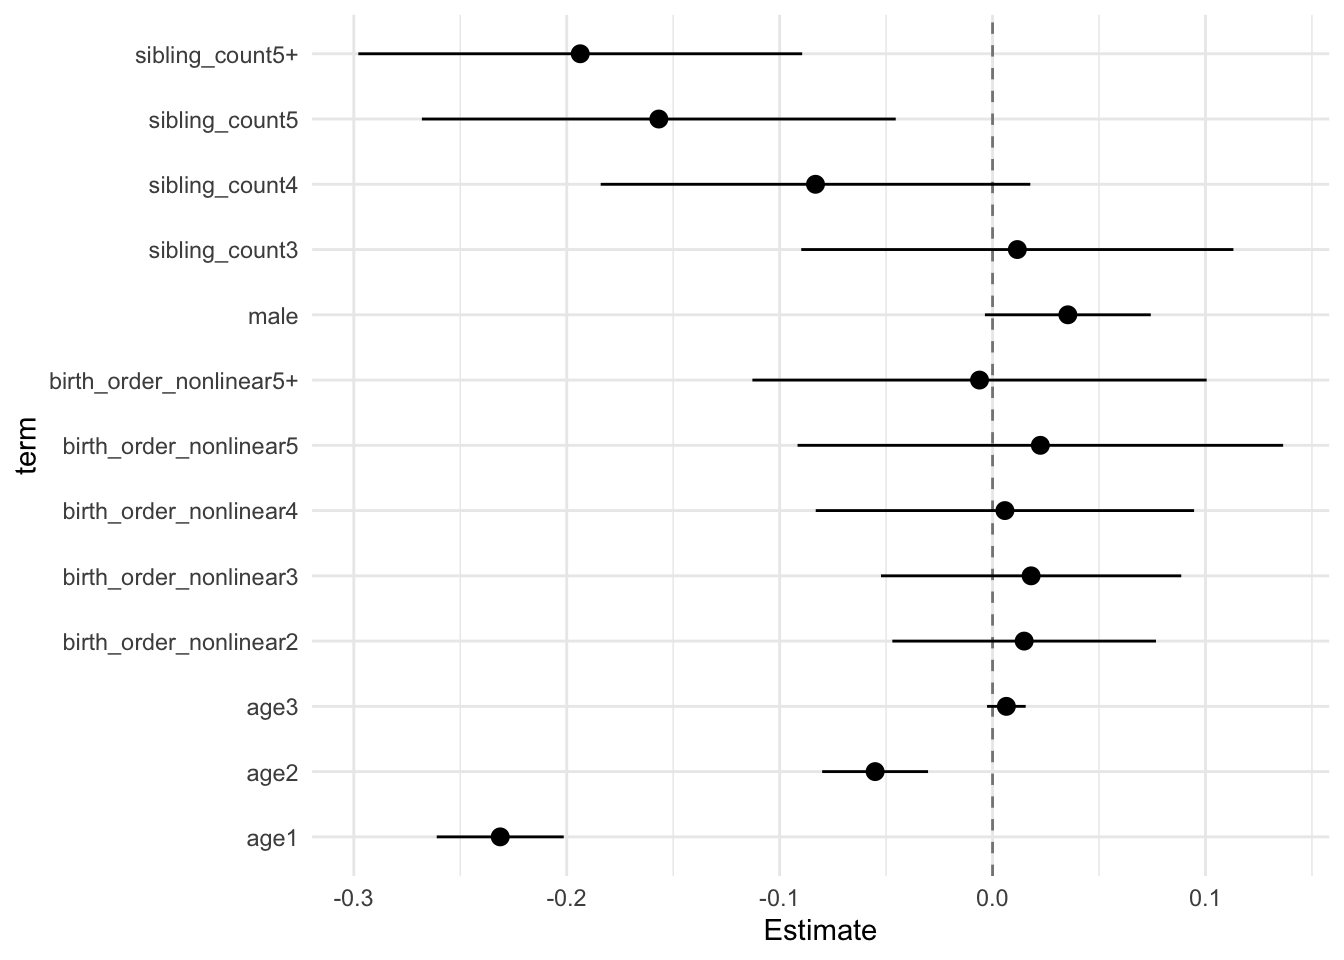 sibling_count5+
sibling_count5
sibling_count4
sibling_count3
male
birth_order_nonlinear5+
birth_order_nonlinear5
birth_order_nonlinear4
birth_order_nonlinear3
birth_order_nonlinear2
age3
age2
age1
term
-0.3 -0.2 -0.1 0.0 0.1
Estimate